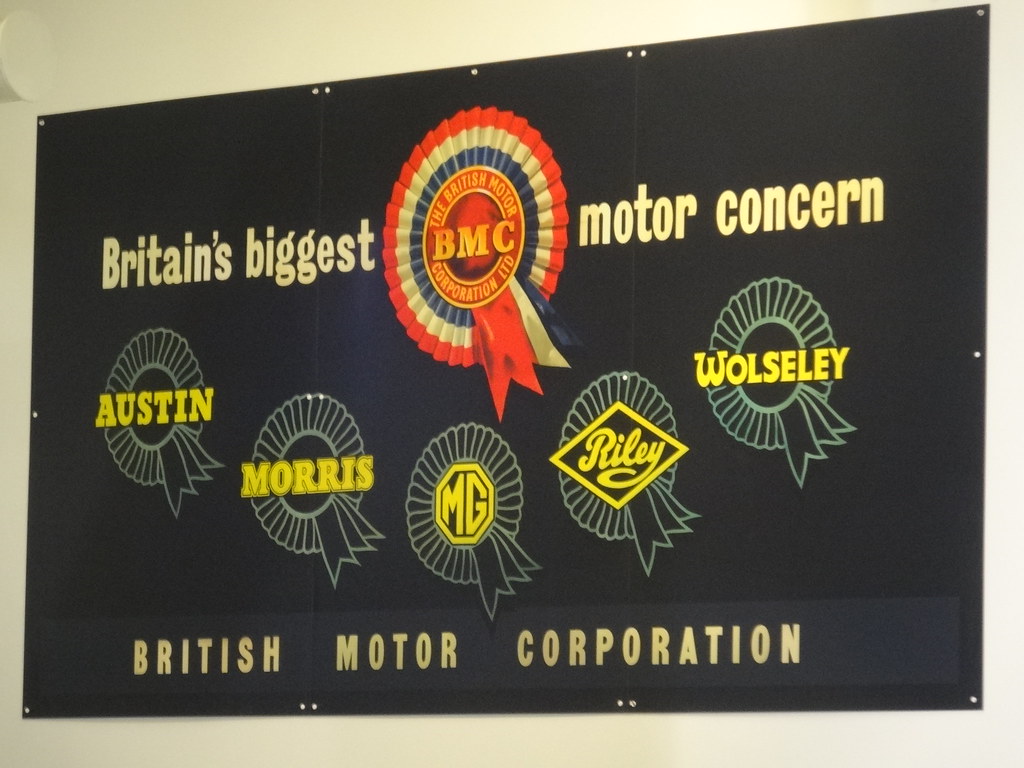 Britain's biggest motor concern
THE BRITISH MOTOR
BMC
CORPORATION LTD
AUSTIN
MORRIS
MG
Riley
WOLSELEY
BRITISH MOTOR CORPORATION